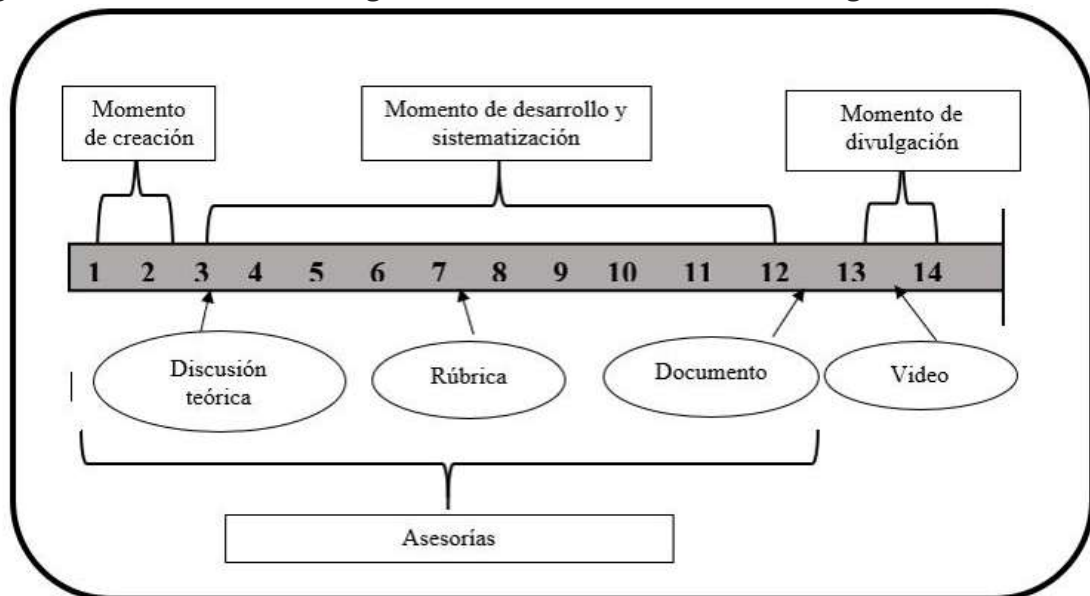 Momento
de creación
Momento de desarrollo y
sistematización
Momento de
divulgación
1 2 3 4 5 6 7 8 9 10 11 12 13 14
Discusión
teórica
Rúbrica
Documento
Video
Asesorías